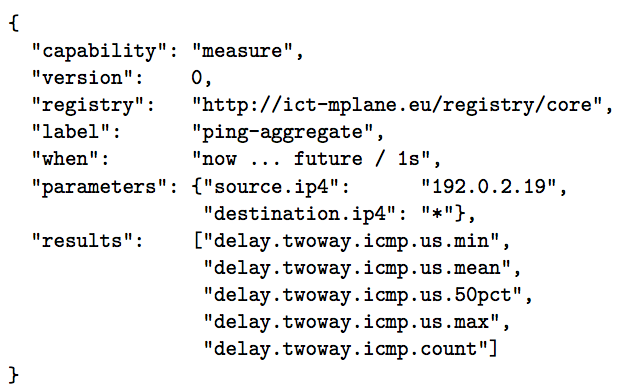 {
  "capability": "measure",
  "version":    0,
  "registry":   "http://ict-mplane.eu/registry/core",
  "label":      "ping-aggregate",
  "when":       "now ... future / 1s",
  "parameters": {"source.ip4":      "192.0.2.19",
                 "destination.ip4": "*"},
  "results":    ["delay.twoway.icmp.us.min",
                 "delay.twoway.icmp.us.mean",
                 "delay.twoway.icmp.us.50pct",
                 "delay.twoway.icmp.us.max",
                 "delay.twoway.icmp.count"]
}